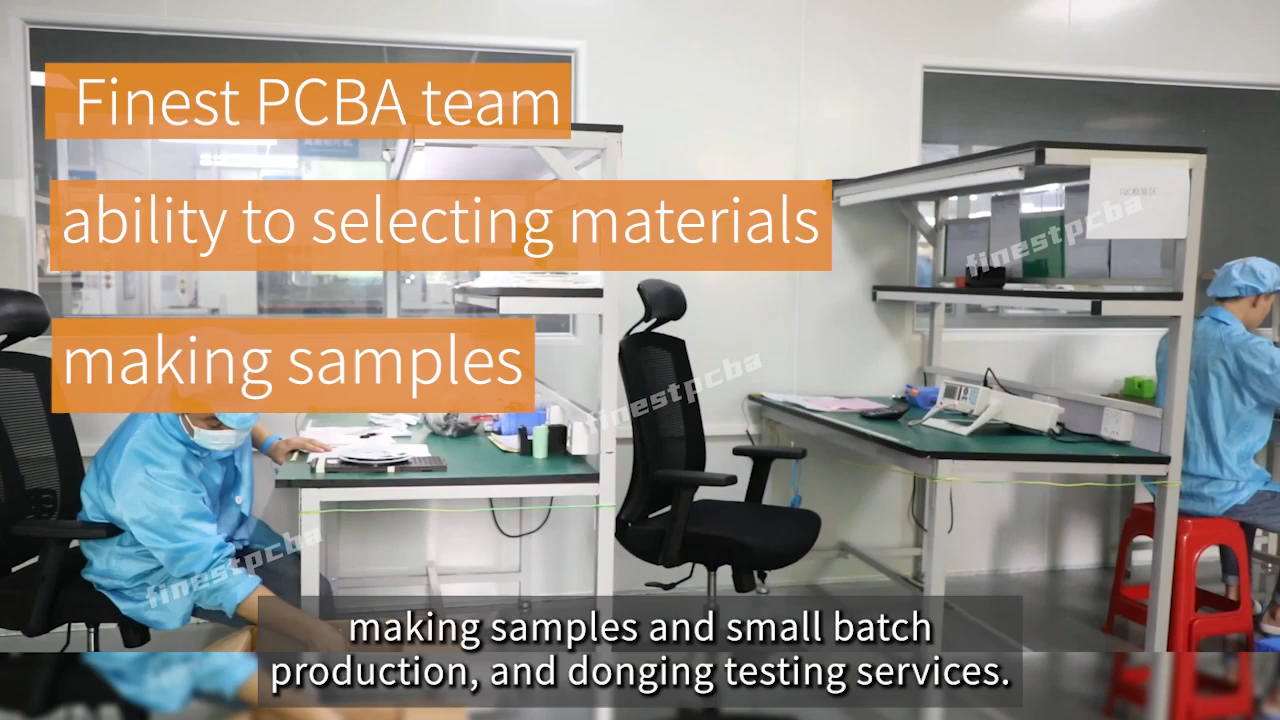 Finest PCBA team
ability to selecting materials
finestpcba
making samples
finestpcba
finestpcba
making samples and small batch
production, and donging testing services.